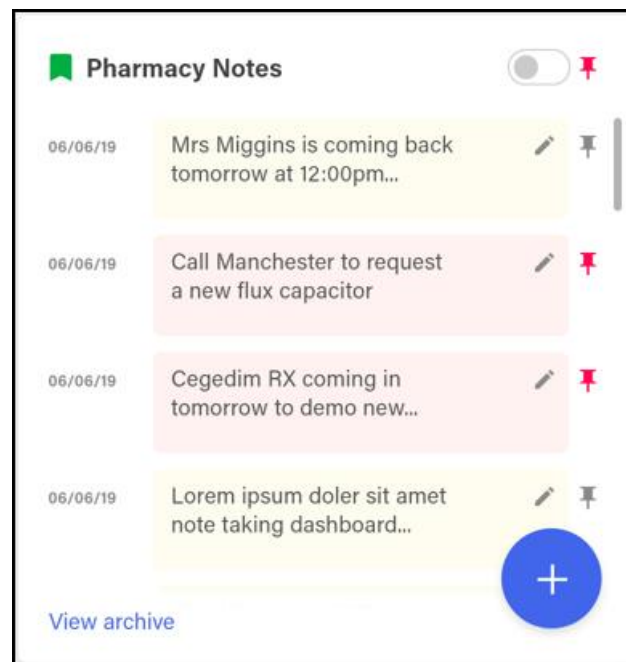 Pharmacy Notes
06/06/19
Mrs Miggins is coming back
tomorrow at 12:00pm...
06/06/19
Call Manchester to request
a new flux capacitor
06/06/19
Cegedim RX coming in
tomorrow to demo new...
06/06/19
Lorem ipsum doler sit amet
note taking dashboard...
View archive